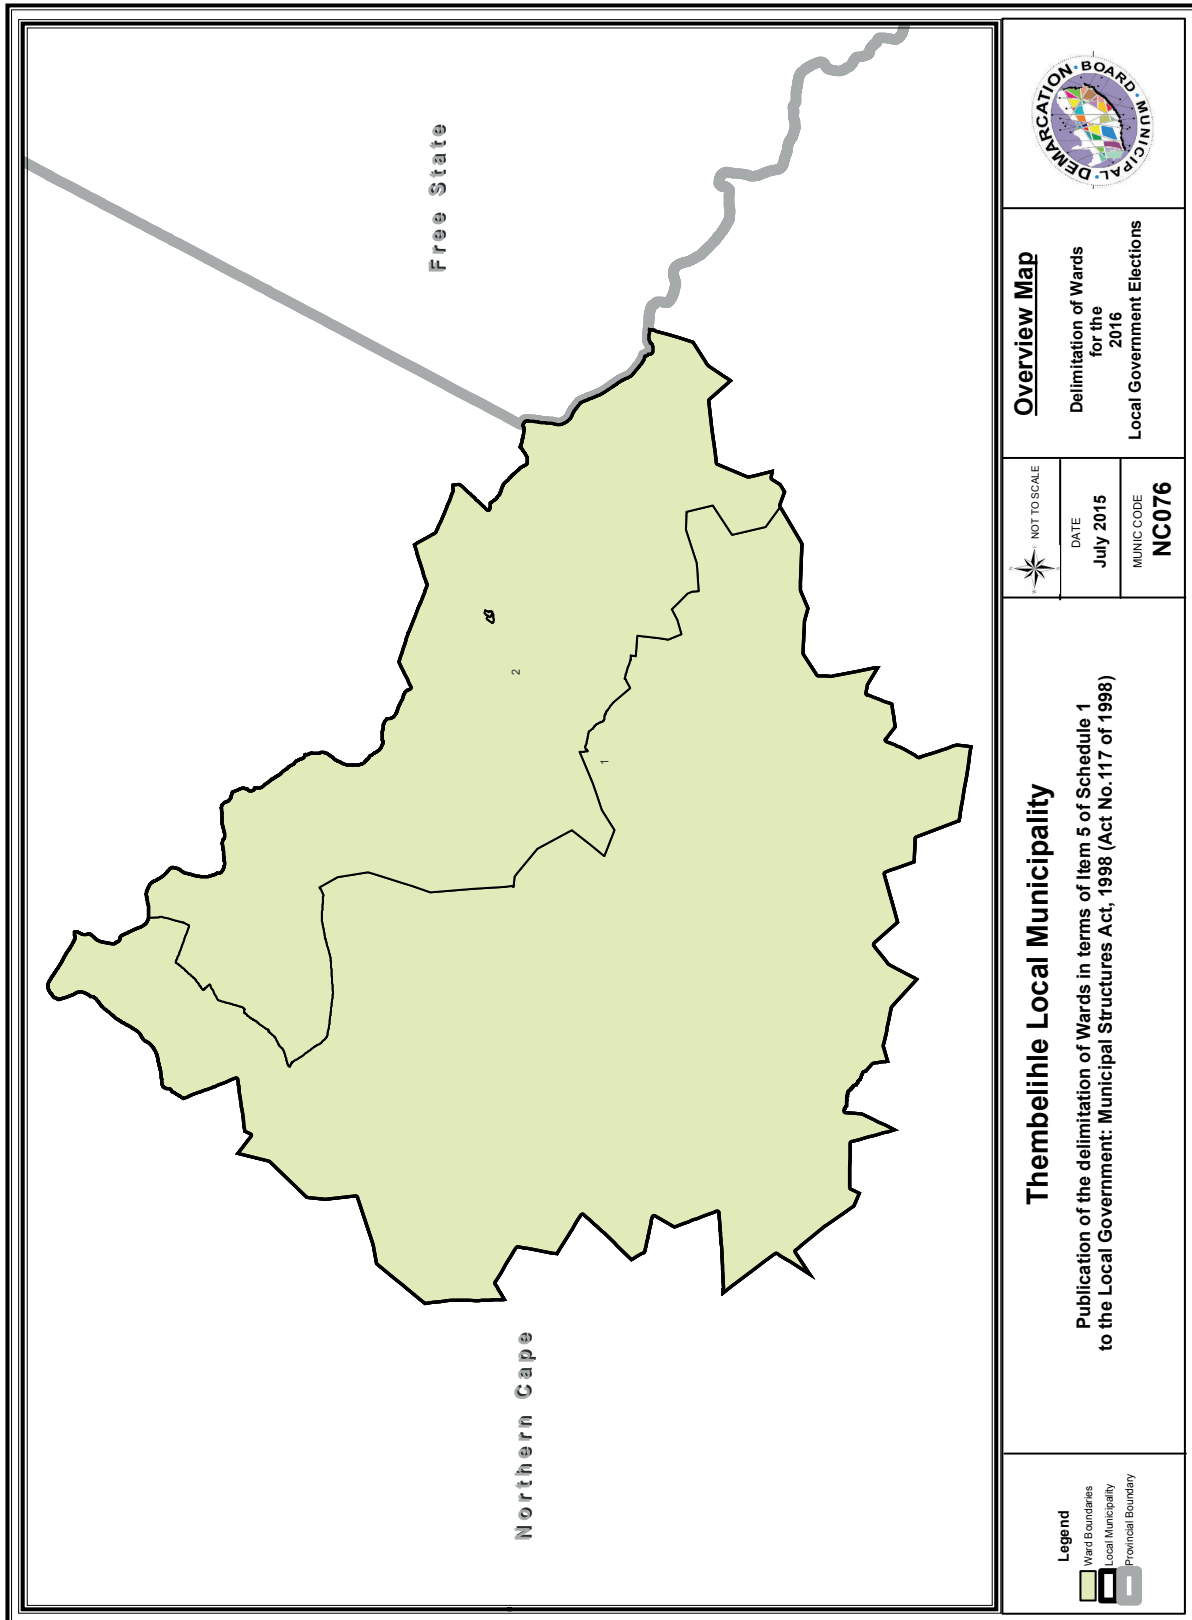 Free State
Northern Cape
2
1
Legend
Ward Boundaries
Local Municipality
Provincial Boundary
Thembelihle Local Municipality
Publication of the delimitation of Wards in terms of Item 5 of Schedule 1
to the Local Government: Municipal Structures Act, 1998 (Act No.117 of 1998)
N
W
E
S
NOT TO SCALE
DATE
July 2015
MUNIC CODE
NC076
Overview Map
Delimitation of Wards
for the
2016
Local Government Elections
MUNICIPAL • DEMARCATION • BOARD •